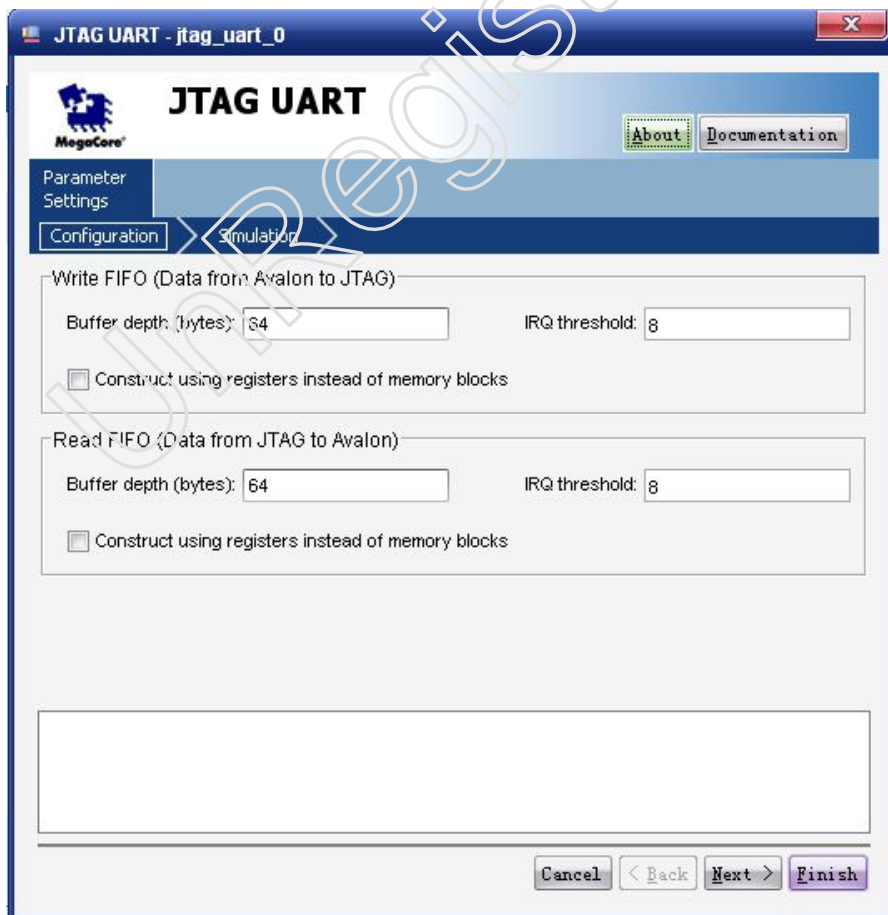 JTAG UART - jtag_uart_0
JTAG UART
MegaCore®
About
Documentation
Parameter
Settings
Configuration
Simulation
Write FIFO (Data from Avalon to JTAG)
Buffer depth (bytes): 64
IRQ threshold: 8
Construct using registers instead of memory blocks
Read FIFO (Data from JTAG to Avalon)
Buffer depth (bytes): 64
IRQ threshold: 8
Construct using registers instead of memory blocks
Cancel
< Back
Next >
Finish
UnRegist